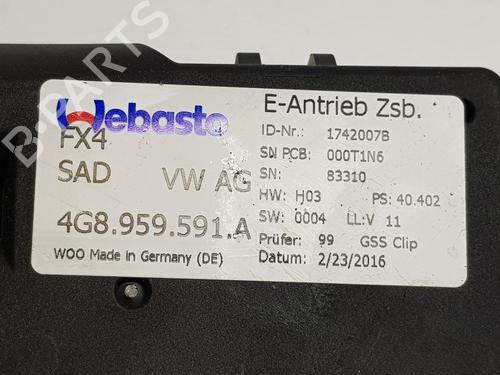 Webasto
FX4
SAD VW AG
4G8.959.591.A
WOO Made in Germany (DE)
E-Antrieb Zsb.
ID-Nr.: 1742007B
SN PCB: 000T1N6
SN: 83310
HW: H03 PS: 40.402
SW: 0004 LL:V 11
Prüfer: 99 GSS Clip
Datum: 2/23/2016
B-PARTS